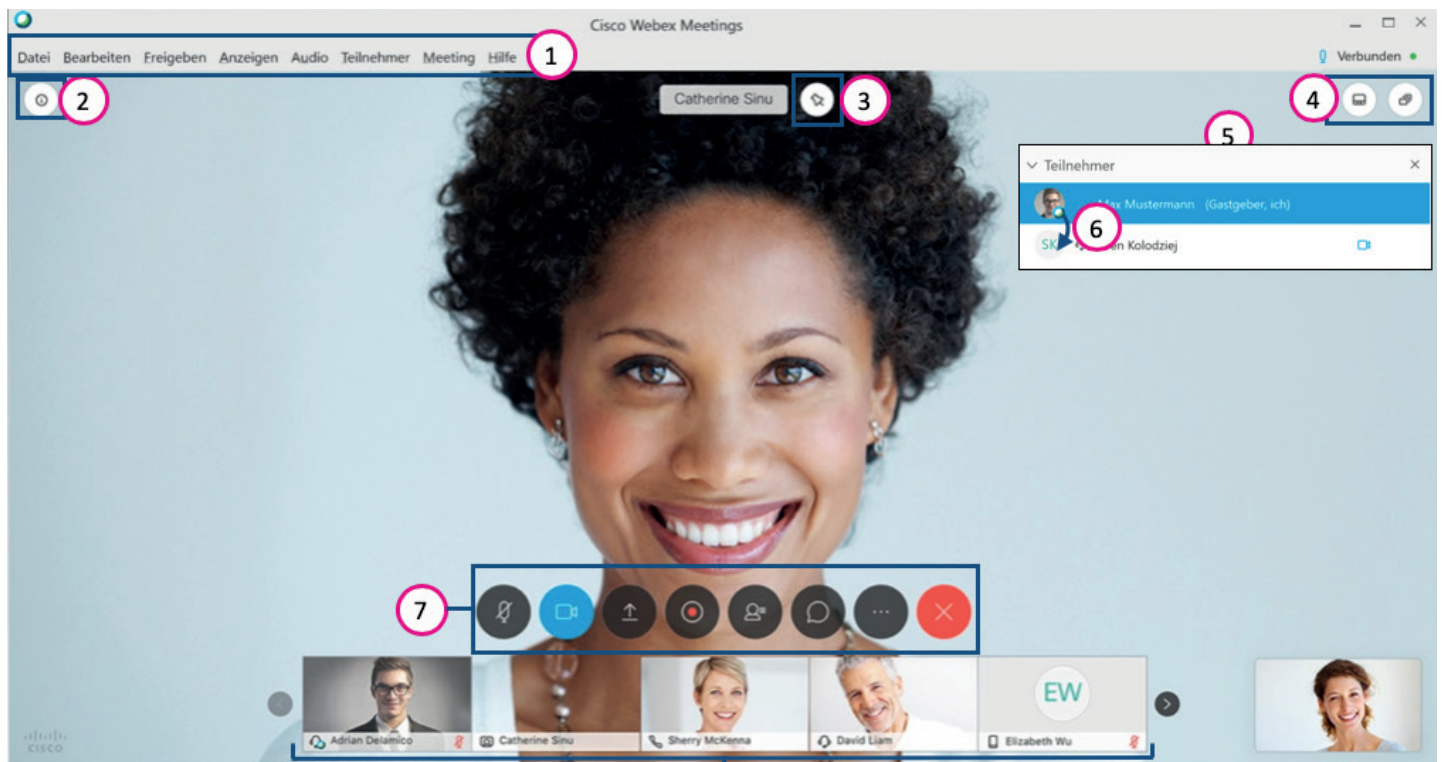 Cisco Webex Meetings
Datei Bearbeiten Freigeben Anzeigen Audio Teilnehmer Meeting Hilfe 1 Verbunden
2 Catherine Sinu 3 4
5
Teilnehmer
Max Mustermann (Gastgeber, ich)
6
SK Kolodziej
7
EW
Adrian Delamico Catherine Sinu Sherry McKenna David Liam Elizabeth Wu
CISCO